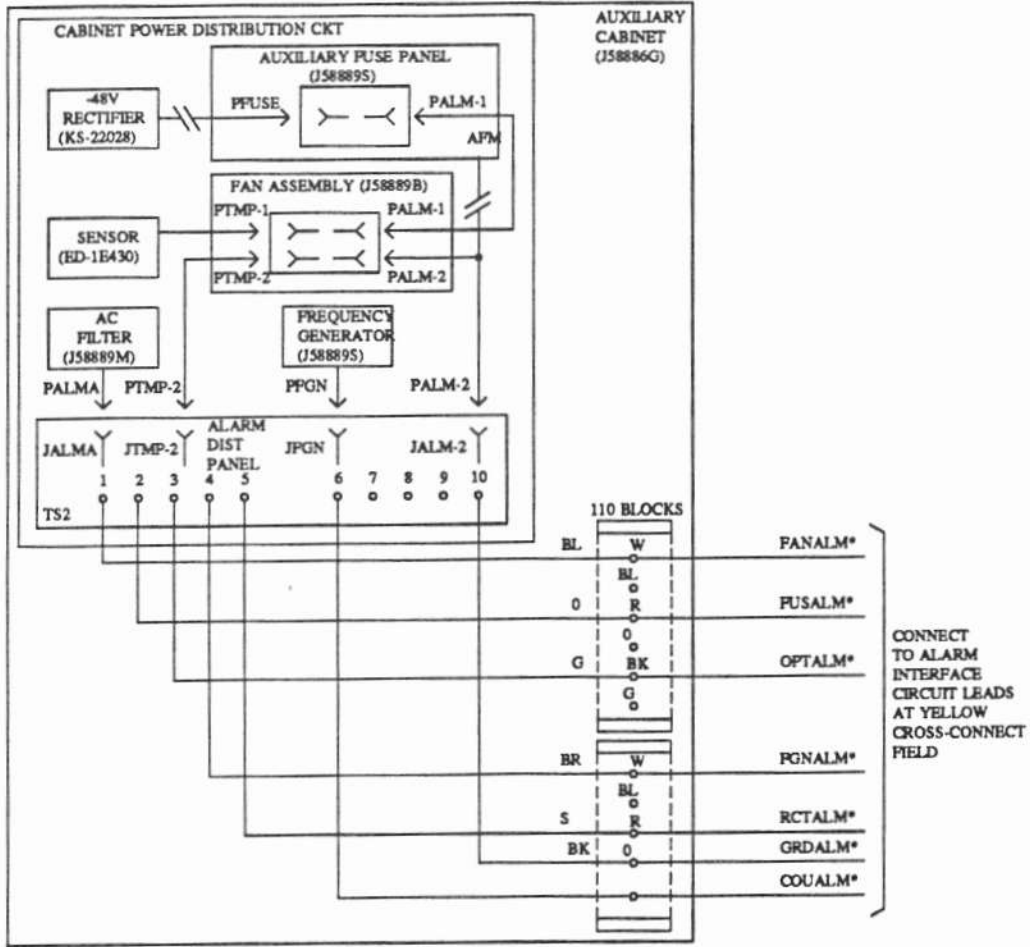 CABINET POWER DISTRIBUTION CKT
AUXILIARY
CABINET
(J58886G)
AUXILIARY FUSE PANEL
(J58889S)
-48V
RECTIFIER
(KS-22028)
PFUSE
PALM-1
AFM
FAN ASSEMBLY (J58889B)
PTMP-1
PALM-1
SENSOR
(ED-1E430)
PTMP-2
PALM-2
AC
FILTER
(J58889M)
FREQUENCY
GENERATOR
(J58889S)
PALMA
PTMP-2
PFGN
PALM-2
JALMA
JTMP-2
ALARM
DIST
PANEL
JFGN
JALM-2
1 2 3 4 5 6 7 8 9 10
TS2
110 BLOCKS
BL
W
FANALM*
BL
O
R
FUSALM*
O
G
BK
OPTALM*
G
CONNECT
TO ALARM
INTERFACE
CIRCUIT LEADS
AT YELLOW
CROSS-CONNECT
FIELD
BR
W
FGNALM*
BL
S
R
RCTALM*
BK
O
GRDALM*
COUALM*